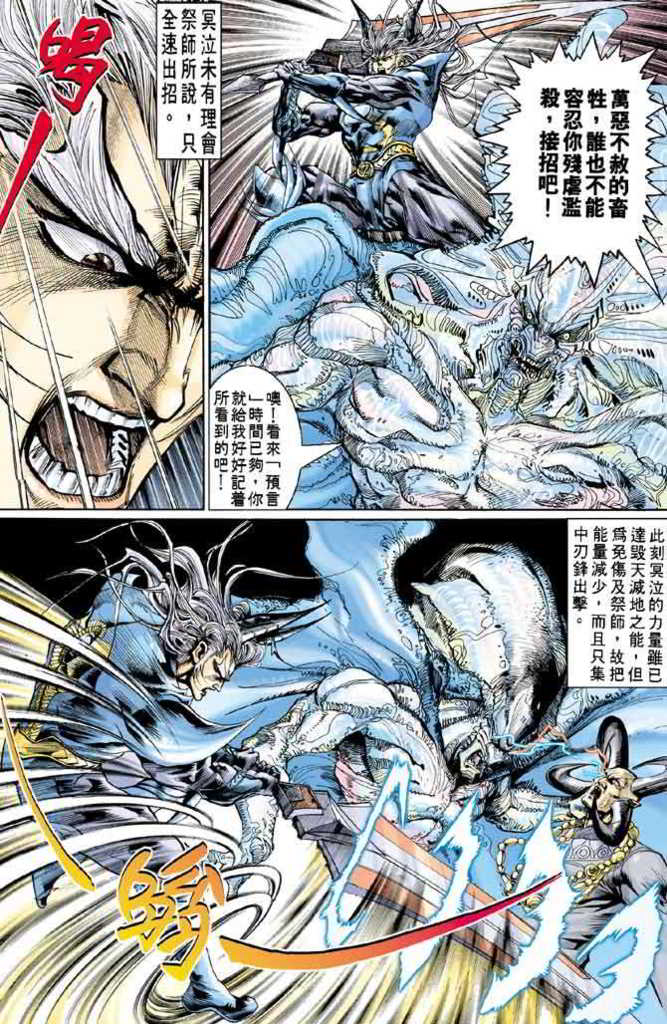 萬惡不赦的畜
牲，誰也不能
容忍你殘虐濫
殺，接招吧！
冥泣未有理會
祭師所說，只
全速出招。
喝
噢！看來「預言
」時間已夠，你
就給我好好記着
所看到的吧！
此刻冥泣的力量雖已
達毀天滅地之能，但
爲免傷及祭師，故把
能量減少，而且只集
中刃鋒出擊。